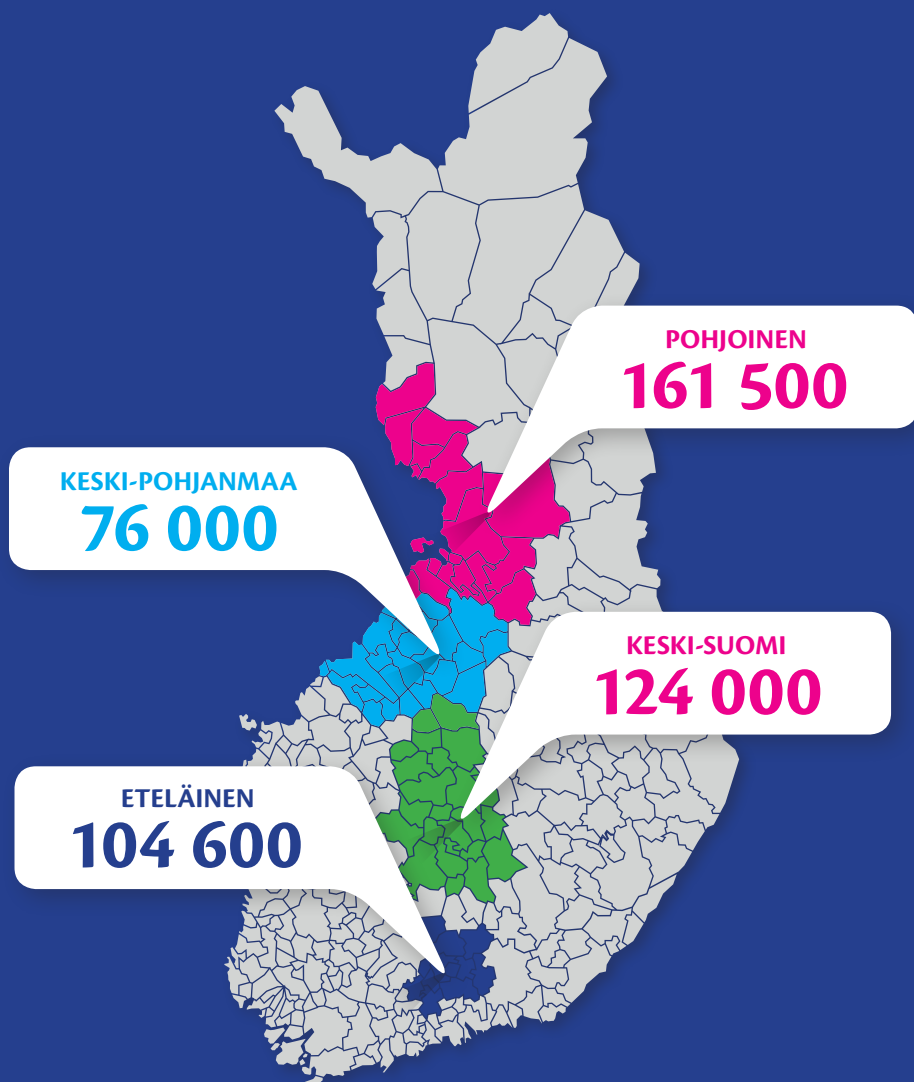 POHJOINEN
161 500
KESKI-POHJANMAA
76 000
KESKI-SUOMI
124 000
ETELÄINEN
104 600